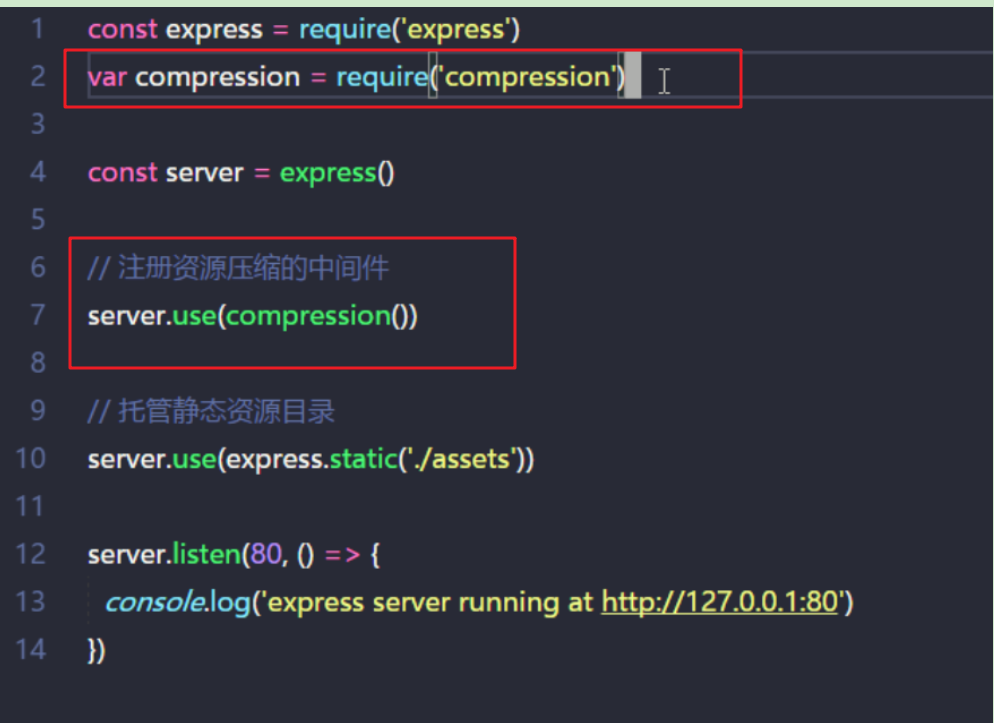 1 const express = require('express')
2 var compression = require('compression')
3
4 const server = express()
5
6 // 注册资源压缩的中间件
7 server.use(compression())
8
9 // 托管静态资源目录
10 server.use(express.static('./assets'))
11
12 server.listen(80, () => {
13 console.log('express server running at http://127.0.0.1:80')
14 })